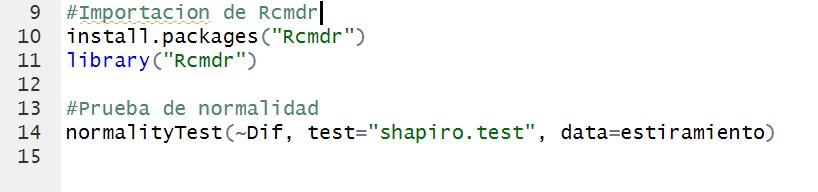 9 #Importacion de Rcmdr
10 install.packages("Rcmdr")
11 library("Rcmdr")
12
13 #Prueba de normalidad
14 normalityTest(~Dif, test="shapiro.test", data=estiramiento)
15